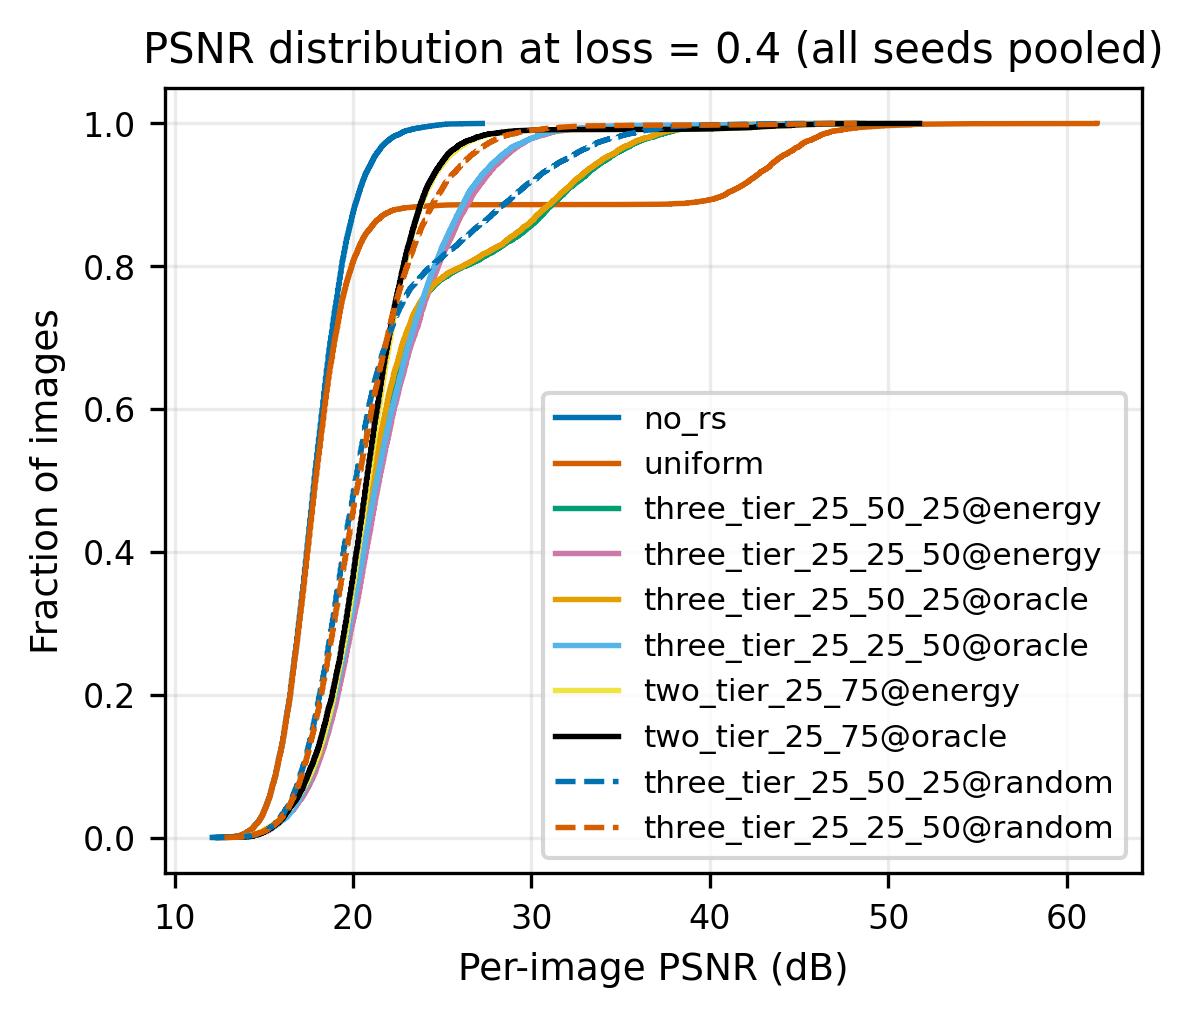 PSNR distribution at loss = 0.4 (all seeds pooled)
Fraction of images
1.0
0.8
0.6
0.4
0.2
0.0
no_rs
uniform
three_tier_25_50_25@energy
three_tier_25_25_50@energy
three_tier_25_50_25@oracle
three_tier_25_25_50@oracle
two_tier_25_75@energy
two_tier_25_75@oracle
three_tier_25_50_25@random
three_tier_25_25_50@random
10 20 30 40 50 60
Per-image PSNR (dB)